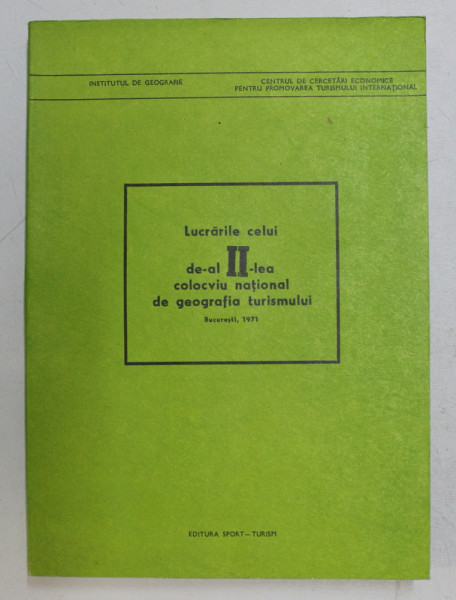 INSTITUTUL DE GEOGRAFIE
CENTRUL DE CERCETĂRI ECONOMICE
PENTRU PROMOVAREA TURISMULUI INTERNAȚIONAL
Lucrările celui
de-al II-lea
colocviu național
de geografia turismului
București, 1971
EDITURA SPORT — TURISM